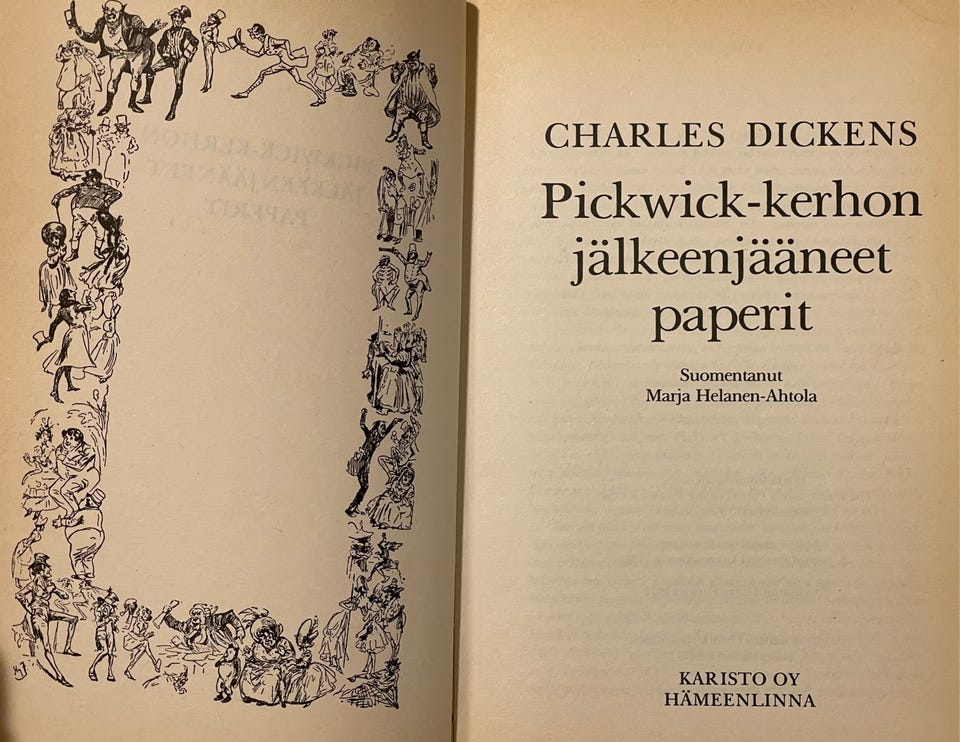 CHARLES DICKENS
Pickwick-kerhon
jälkeenjääneet
paperit
Suomentanut
Marja Helanen-Ahtola
KARISTO OY
HÄMEENLINNA